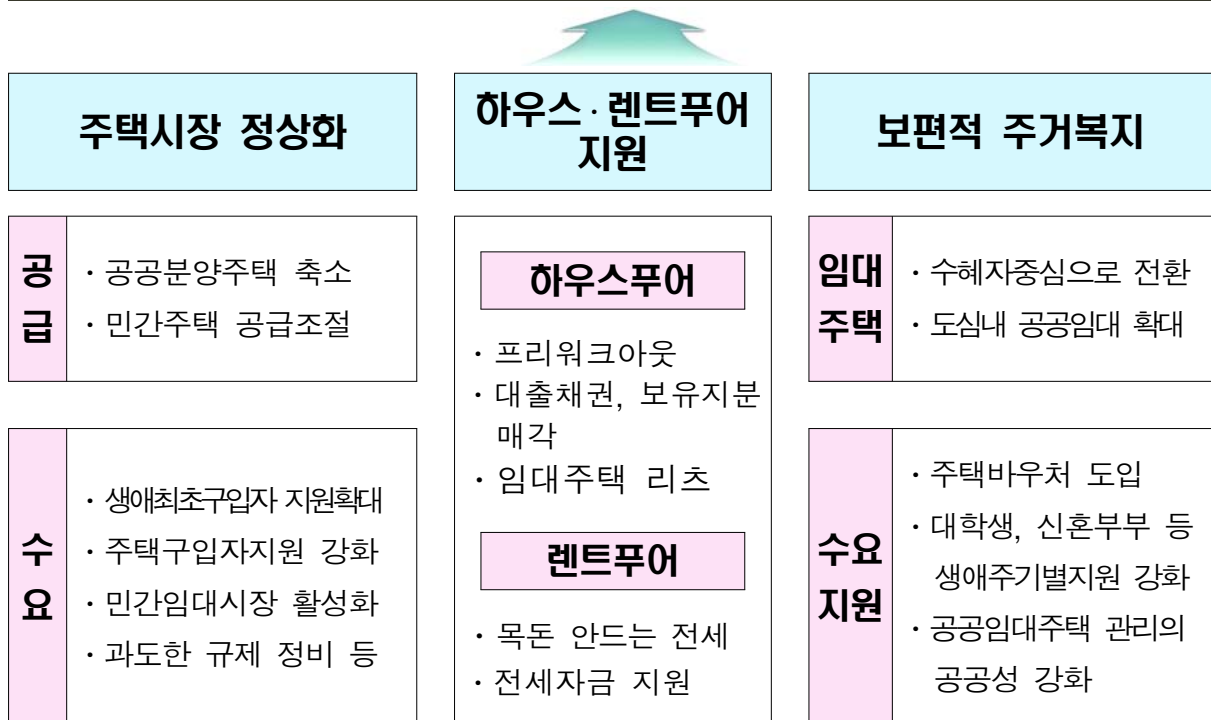 주택시장 정상화
공
급
· 공공분양주택 축소
· 민간주택 공급조절
수
요
· 생애최초구입자 지원확대
· 주택구입자지원 강화
· 민간임대시장 활성화
· 과도한 규제 정비 등
하우스·렌트푸어
지원
하우스푸어
· 프리워크아웃
· 대출채권, 보유지분
매각
· 임대주택 리츠
렌트푸어
· 목돈 안드는 전세
· 전세자금 지원
보편적 주거복지
임대
주택
· 수혜자중심으로 전환
· 도심내 공공임대 확대
수요
지원
· 주택바우처 도입
· 대학생, 신혼부부 등
생애주기별지원 강화
· 공공임대주택 관리의
공공성 강화